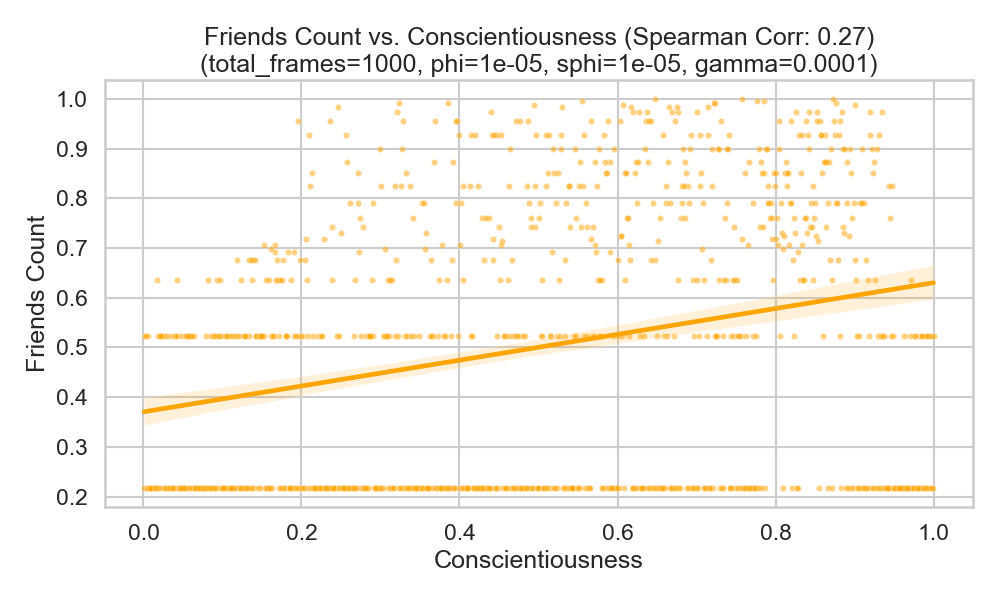 Friends Count vs. Conscientiousness (Spearman Corr: 0.27)
(total_frames=1000, phi=1e-05, sphi=1e-05, gamma=0.0001)
1.0
0.9
0.8
0.7
0.6
0.5
0.4
0.3
0.2
Friends Count
0.0 0.2 0.4 0.6 0.8 1.0
Conscientiousness